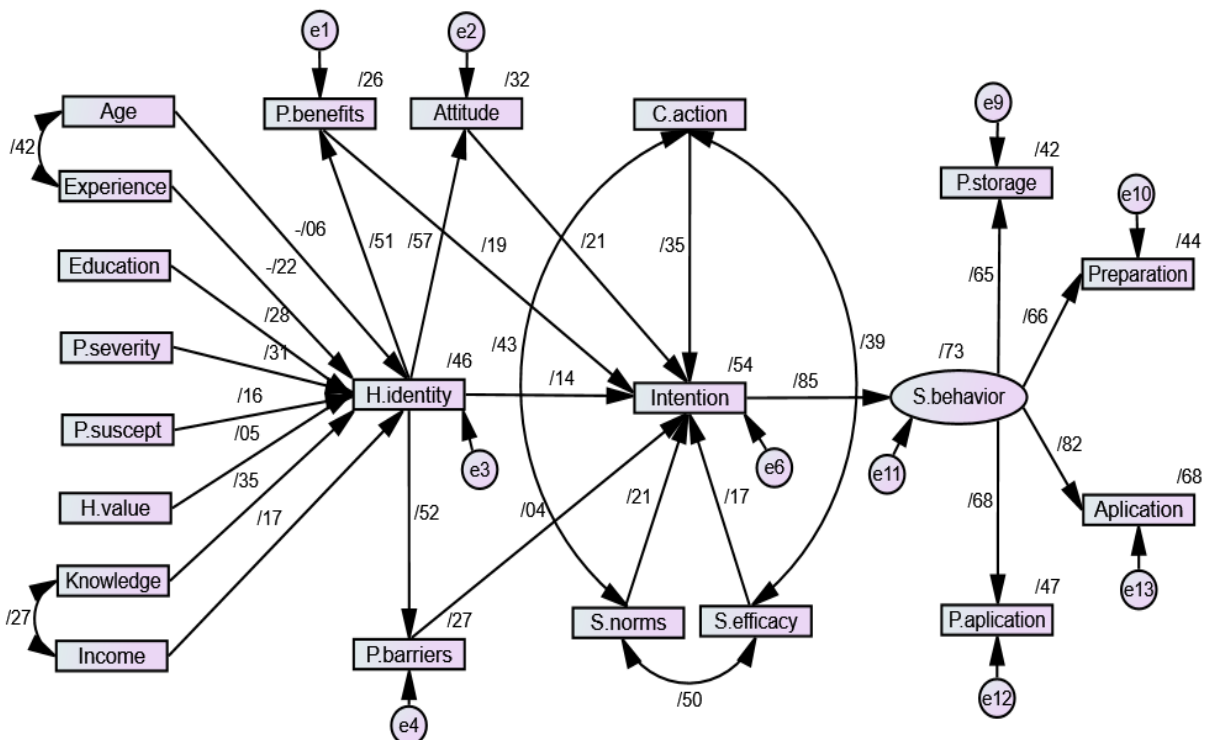 e1
e2
/26
/32
Age
P.benefits
Attitude
C.action
e9
/42
P.storage
/42
Experience
e10
/44
Preparation
-/06
/51
/57
/19
/21
/35
Education
-/22
/65
/66
/28
P.severity
/31
/43
/39
/46
H.identity
/14
/54
Intention
/85
/73
S.behavior
P.suscept
/16
/05
e3
e6
e11
/82
H.value
/35
/17
/52
/04
/21
/17
/68
/68
Aplication
Knowledge
e13
/27
Income
/27
P.barriers
S.norms
S.efficacy
/47
P.aplication
/50
e4
e12